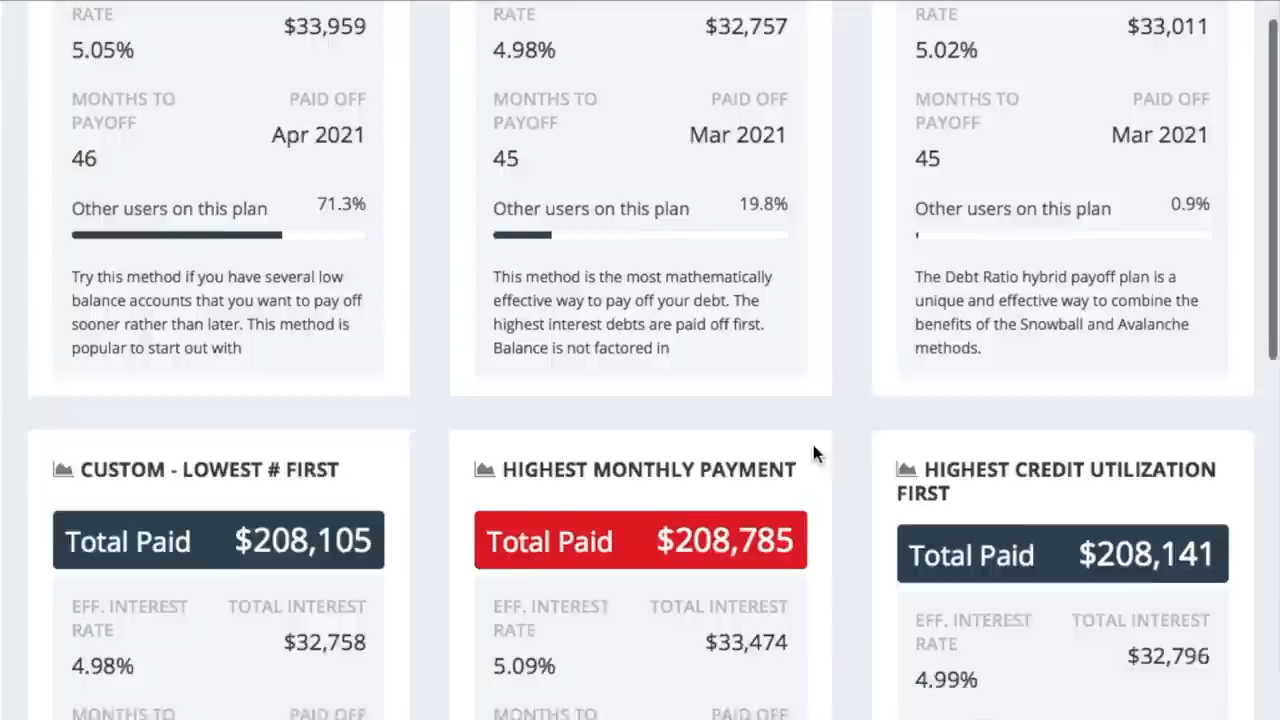 RATE
$33,959
5.05%
MONTHS TO
PAYOFF
PAID OFF
Apr 2021
46
Other users on this plan 71.3%
Try this method if you have several low
balance accounts that you want to pay off
sooner rather than later. This method is
popular to start out with
RATE
$32,757
4.98%
MONTHS TO
PAYOFF
PAID OFF
Mar 2021
45
Other users on this plan 19.8%
This method is the most mathematically
effective way to pay off your debt. The
highest interest debts are paid off first.
Balance is not factored in
RATE
$33,011
5.02%
MONTHS TO
PAYOFF
PAID OFF
Mar 2021
45
Other users on this plan 0.9%
The Debt Ratio hybrid payoff plan is a
unique and effective way to combine the
benefits of the Snowball and Avalanche
methods.
CUSTOM - LOWEST # FIRST
Total Paid $208,105
EFF. INTEREST
RATE
TOTAL INTEREST
$32,758
4.98%
MONTHS TO
PAID OFF
HIGHEST MONTHLY PAYMENT
Total Paid $208,785
EFF. INTEREST
RATE
TOTAL INTEREST
$33,474
5.09%
MONTHS TO
PAID OFF
HIGHEST CREDIT UTILIZATION
FIRST
Total Paid $208,141
EFF. INTEREST
RATE
TOTAL INTEREST
$32,796
4.99%